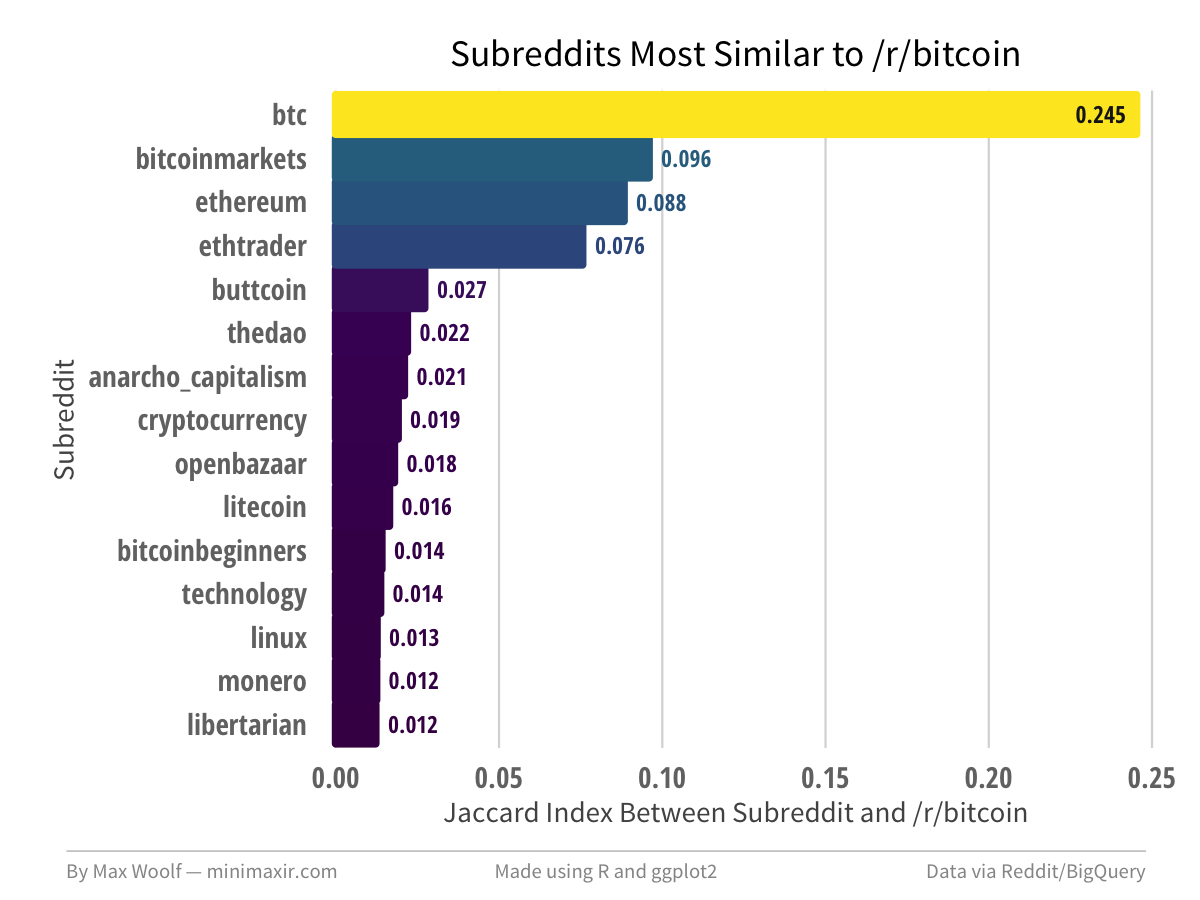 Subreddits Most Similar to /r/bitcoin
btc 0.245
bitcoinmarkets 0.096
ethereum 0.088
ethtrader 0.076
buttcoin 0.027
thedao 0.022
anarcho_capitalism 0.021
cryptocurrency 0.019
openbazaar 0.018
litecoin 0.016
bitcoinbeginners 0.014
technology 0.014
linux 0.013
monero 0.012
libertarian 0.012
Subreddit
0.00 0.05 0.10 0.15 0.20 0.25
Jaccard Index Between Subreddit and /r/bitcoin
By Max Woolf — minimaxir.com Made using R and ggplot2 Data via Reddit/BigQuery